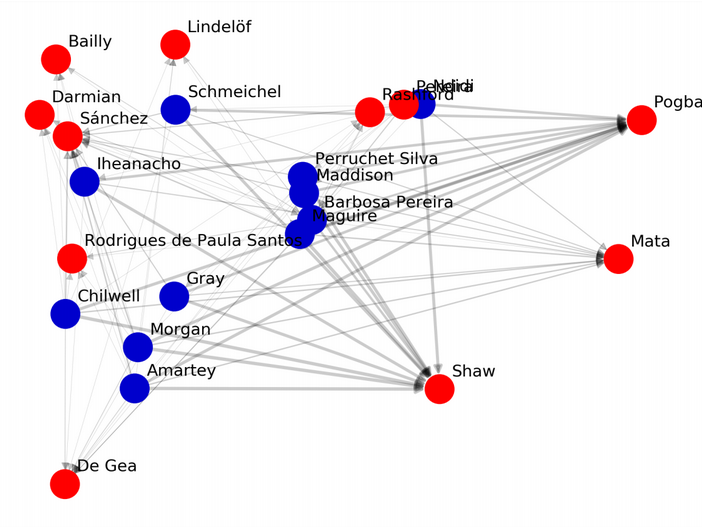 Lindelöf
Bailly
Schmeichel
Pereira
Ndidi
Rashford
Darmian
Pogba
Sánchez
Iheanacho
Perruchet Silva
Maddison
Barbosa Pereira
Maguire
Rodrigues de Paula Santos
Mata
Gray
Chilwell
Morgan
Amartey
Shaw
De Gea